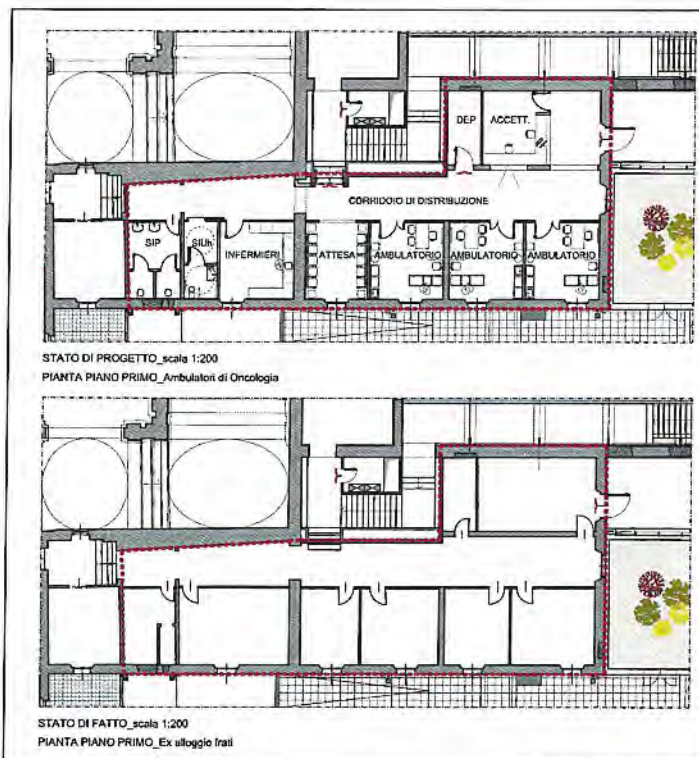 DEP
ACCETT.
CORRIDOIO DI DISTRIBUZIONE
SIP
SIUh
INFERMIERI
ATTESA
AMBULATORIO
AMBULATORIO
AMBULATORIO
STATO DI PROGETTO_scala 1:200
PIANTA PIANO PRIMO_Ambulatori di Oncologia
STATO DI FATTO_scala 1:200
PIANTA PIANO PRIMO_Ex alloggio frati